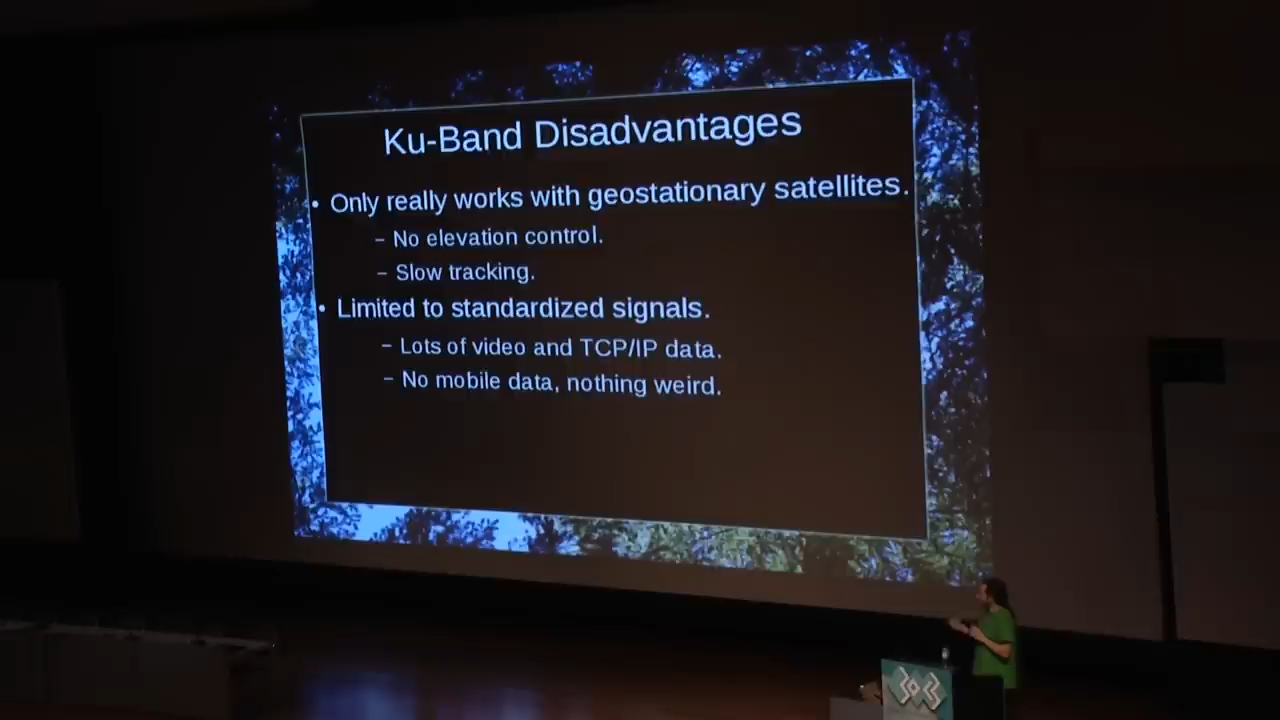 Ku-Band Disadvantages
• Only really works with geostationary satellites.
– No elevation control.
– Slow tracking.
• Limited to standardized signals.
– Lots of video and TCP/IP data.
– No mobile data, nothing weird.
30C3